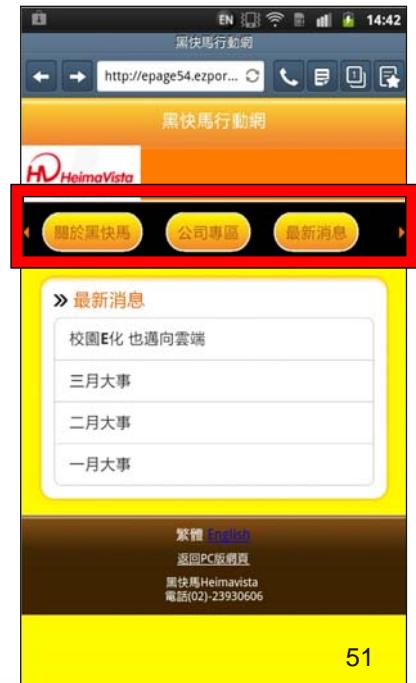 EN 14:42
黑快馬行動網
http://epage54.ezpor...
1
黑快馬行動網
HeimaVista
關於黑快馬 公司專區 最新消息
» 最新消息
校園E化 也邁向雲端
三月大事
二月大事
一月大事
繁體 English
返回PC版網頁
黑快馬Heimavista
電話(02)-23930606
51